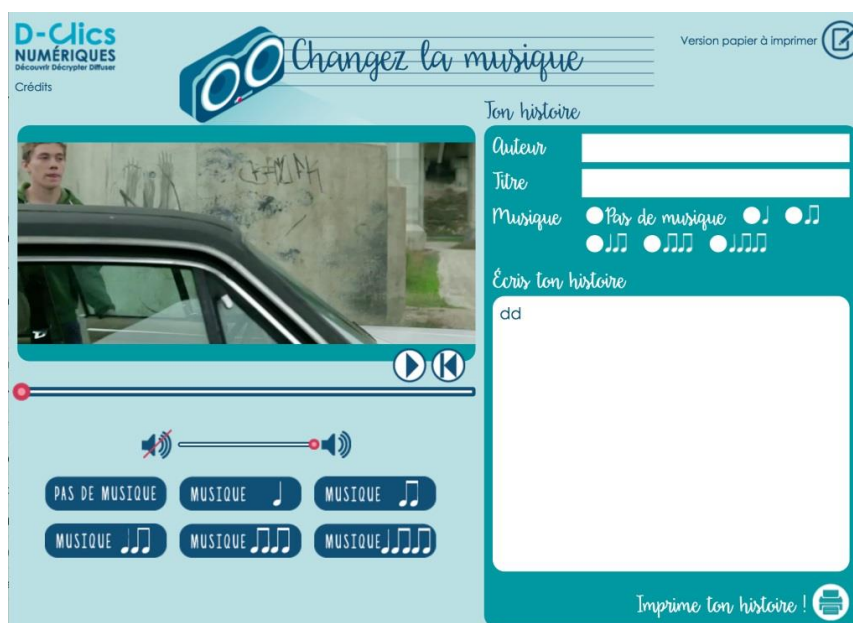 D-Clics
NUMÉRIQUES
Découvrir Décrypter Diffuser
Crédits
Changez la musique
Version papier à imprimer
Ton histoire
Auteur
Titre
Musique Pas de musique
Écris ton histoire
dd
PAS DE MUSIQUE
MUSIQUE
MUSIQUE
MUSIQUE
MUSIQUE
MUSIQUE
Imprime ton histoire !